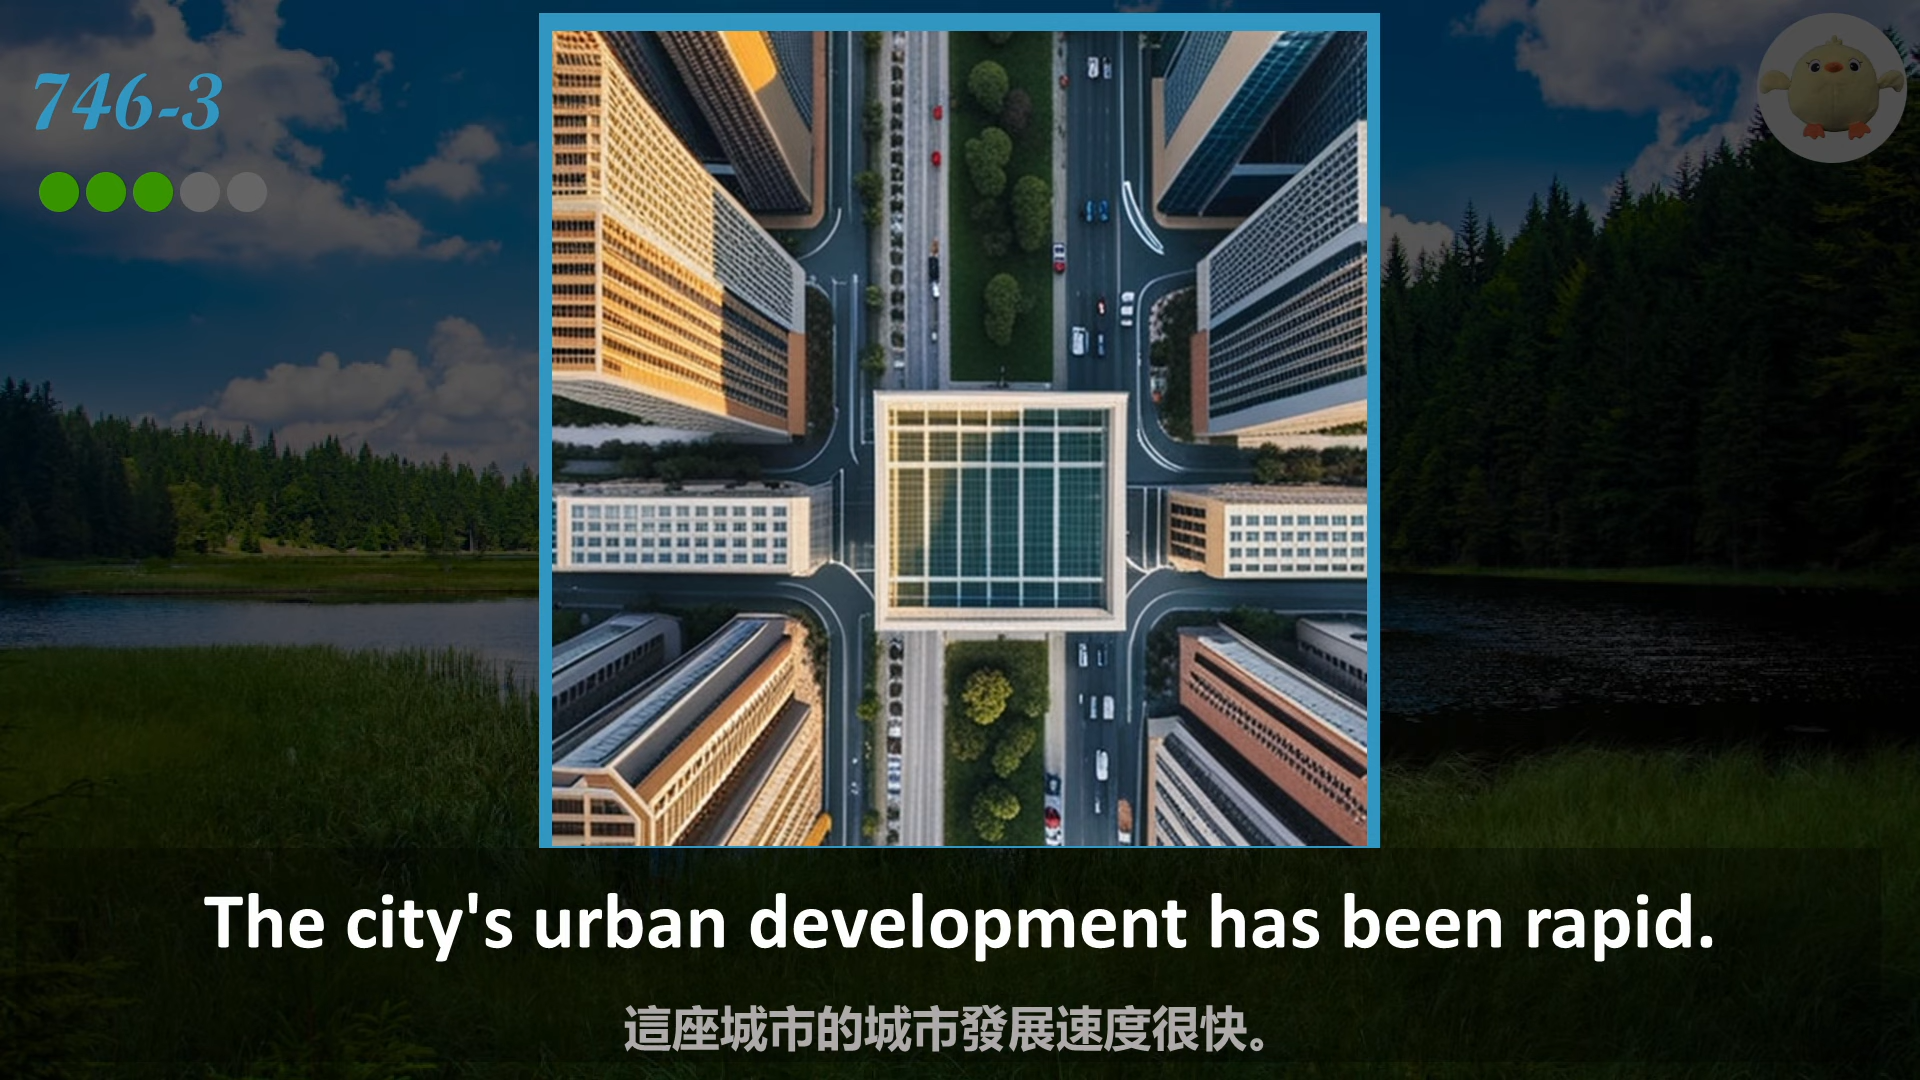 746-3
The city's urban development has been rapid.
這座城市的城市發展速度很快。